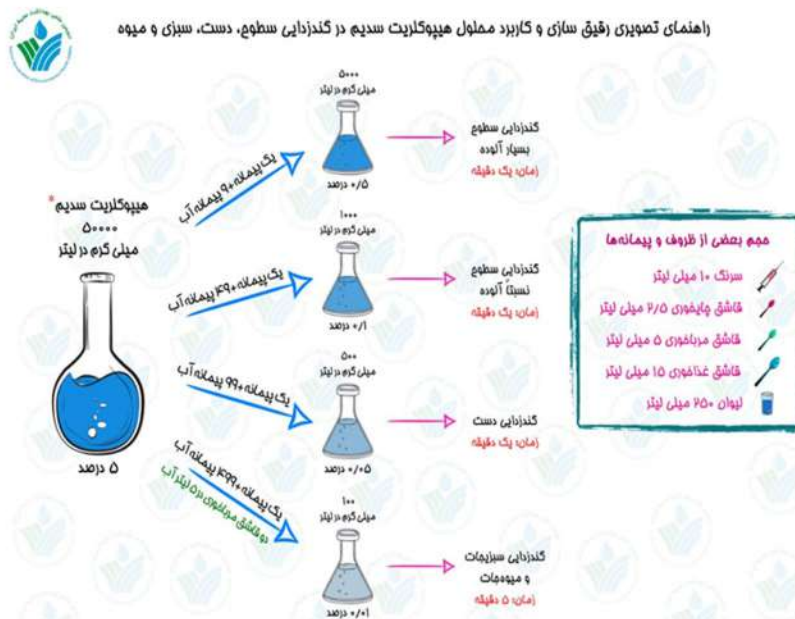 راهنمای تصویری رقیق سازی و کاربرد محلول هیپوکلریت سدیم در گندزدایی سطوح، دست، سبزی و میوه
هیپوکلریت سدیم*
۵۰۰۰۰
میلی گرم در لیتر
۵ درصد
یک پیمانه + ۹ پیمانه آب
۵۰۰۰
میلی گرم در لیتر
۰/۵ درصد
گندزدایی سطوح
بسیار آلوده
زمان: یک دقیقه
یک پیمانه + ۴۹ پیمانه آب
۱۰۰۰
میلی گرم در لیتر
۰/۱ درصد
گندزدایی سطوح
نسبتاً آلوده
زمان: یک دقیقه
یک پیمانه + ۹۹ پیمانه آب
۵۰۰
میلی گرم در لیتر
۰/۰۵ درصد
گندزدایی دست
زمان: یک دقیقه
یک پیمانه + ۴۹۹ پیمانه آب
دو قاشق مرباخوری در ۵ لیتر آب
۱۰۰
میلی گرم در لیتر
۰/۰۱ درصد
گندزدایی سبزیجات
و میوه‌جات
زمان: ۵ دقیقه
حجم بعضی از ظروف و پیمانه‌ها
سرنگ ۱۰ میلی لیتر
قاشق چایخوری ۲/۵ میلی لیتر
قاشق مرباخوری ۵ میلی لیتر
قاشق غذاخوری ۱۵ میلی لیتر
لیوان ۲۵۰ میلی لیتر